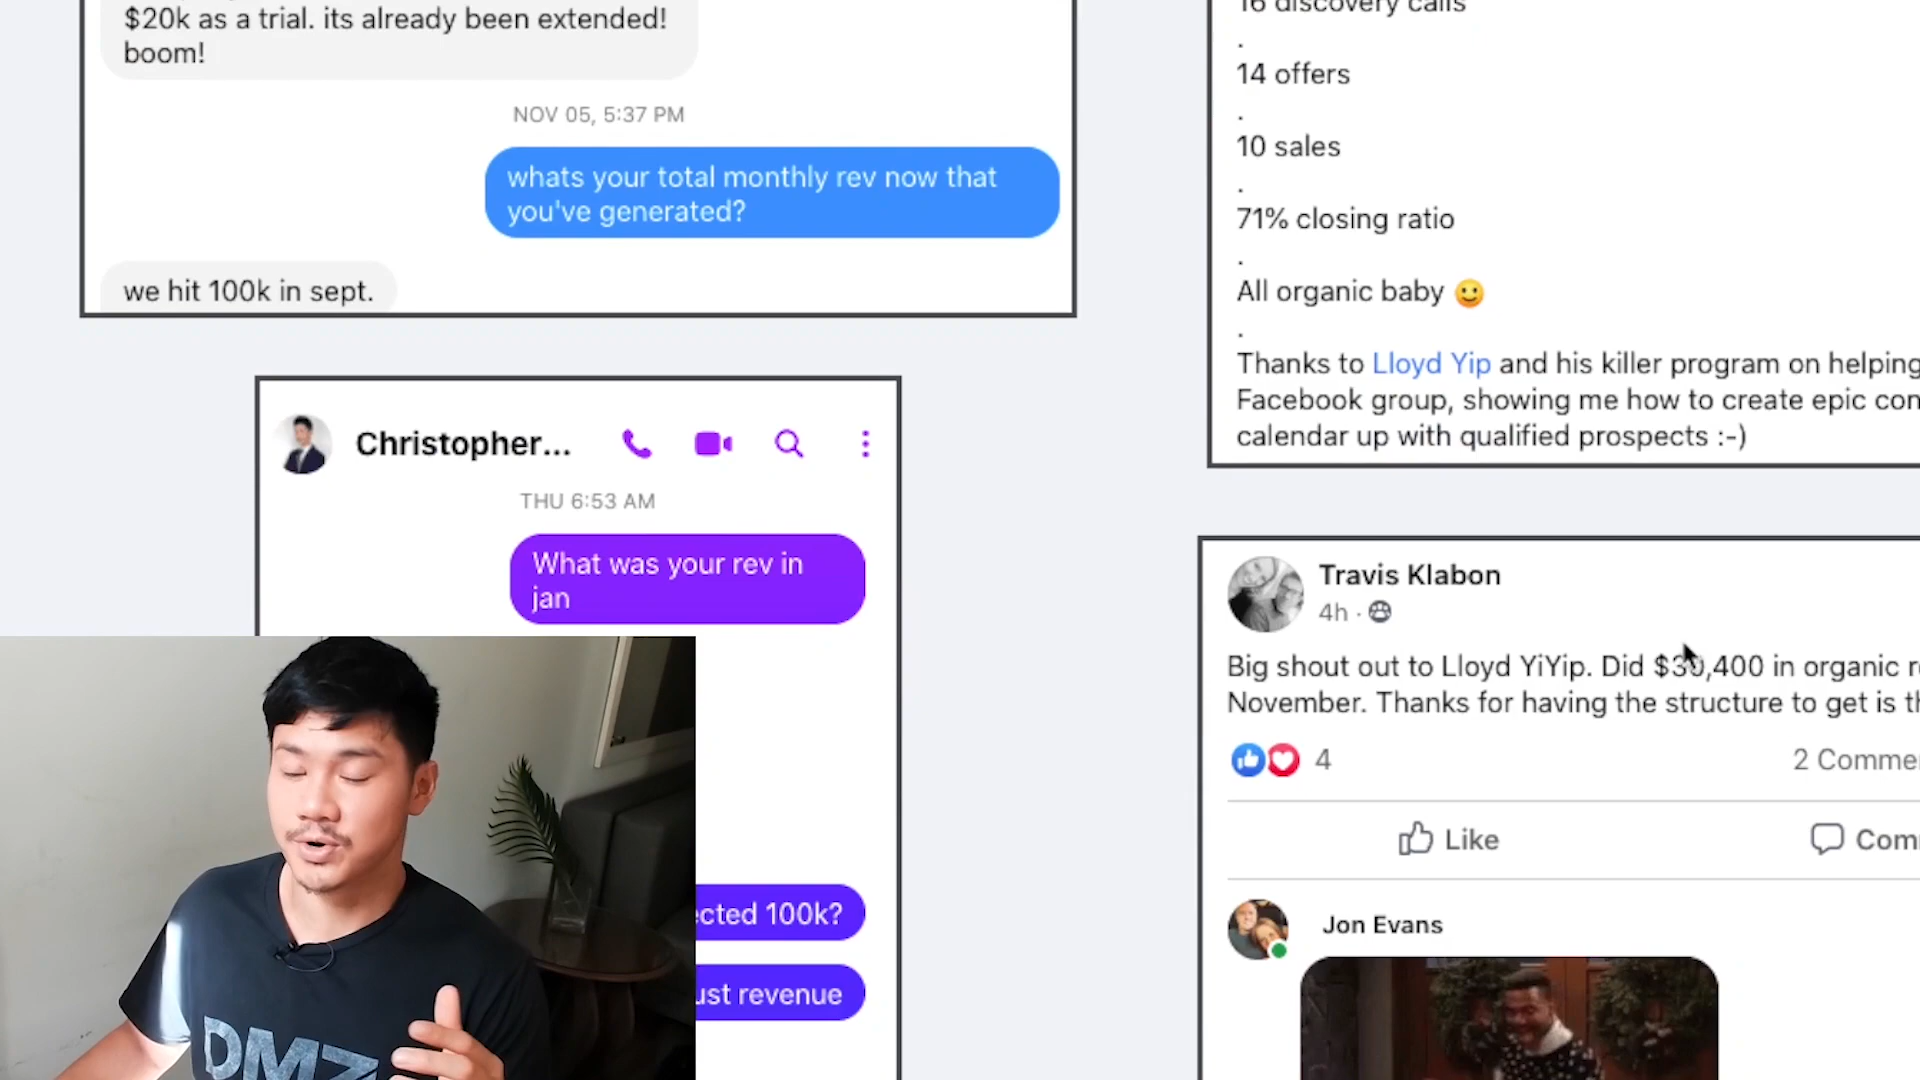 $20k as a trial. its already been extended!
boom!
NOV 05, 5:37 PM
whats your total monthly rev now that
you've generated?
we hit 100k in sept.
Christopher...
THU 6:53 AM
What was your rev in
jan
100k?
revenue
DMZ
discovery calls
.
14 offers
.
10 sales
.
71% closing ratio
.
All organic baby 🙂
.
Thanks to Lloyd Yip and his killer program on helping
Facebook group, showing me how to create epic
calendar up with qualified prospects :-)
Travis Klabon
4h ·
Big shout out to Lloyd YiYip. Did $30,400 in organic
November. Thanks for having the structure to get is
4
2
Like
Jon Evans